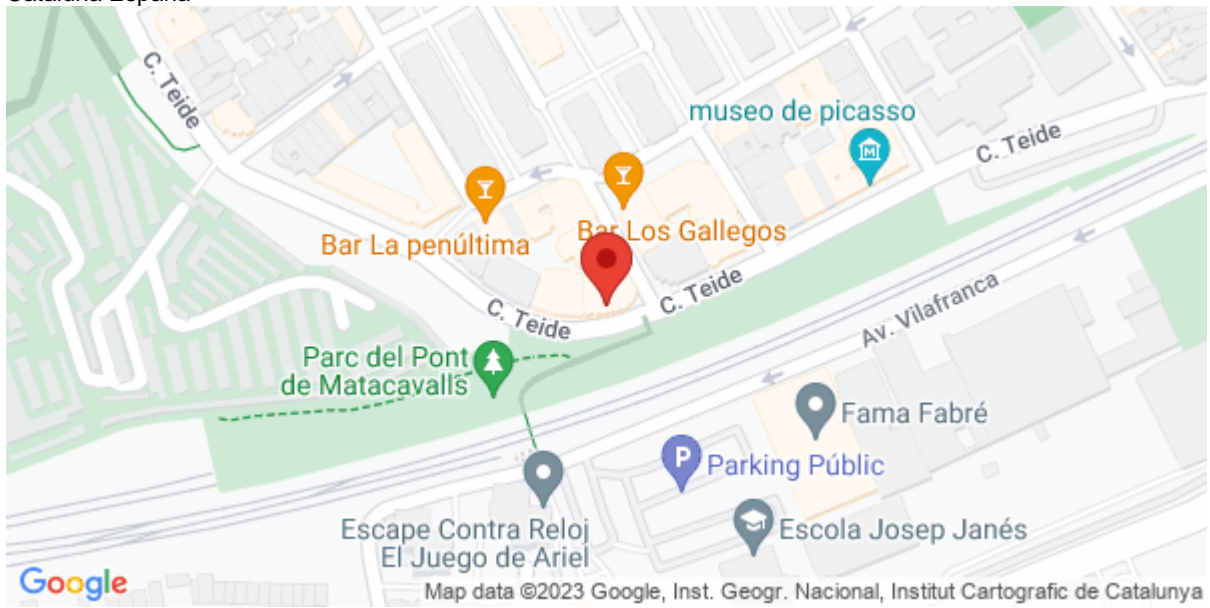 Cataluña España
C. Teide
museo de picasso
C. Teide
Bar La penúltima
Bar Los Gallegos
C. Teide
C. Teide
Av. Vilafranca
Parc del Pont
de Matacavalls
Fama Fabré
P
Parking Públic
Escape Contra Reloj
El Juego de Ariel
Escola Josep Janés
Google
Map data ©2023 Google, Inst. Geogr. Nacional, Institut Cartografic de Catalunya